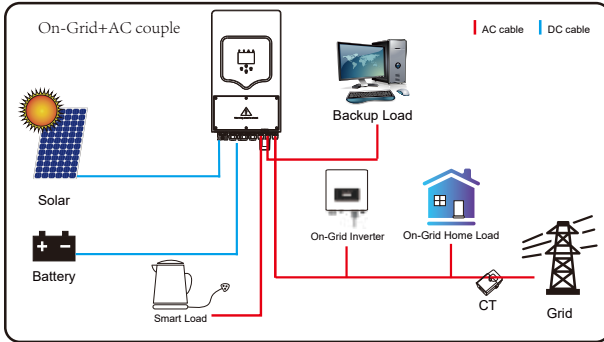 On-Grid+AC couple
AC cable
DC cable
Backup Load
Solar
On-Grid Inverter
On-Grid Home Load
Battery
Smart Load
CT
Grid